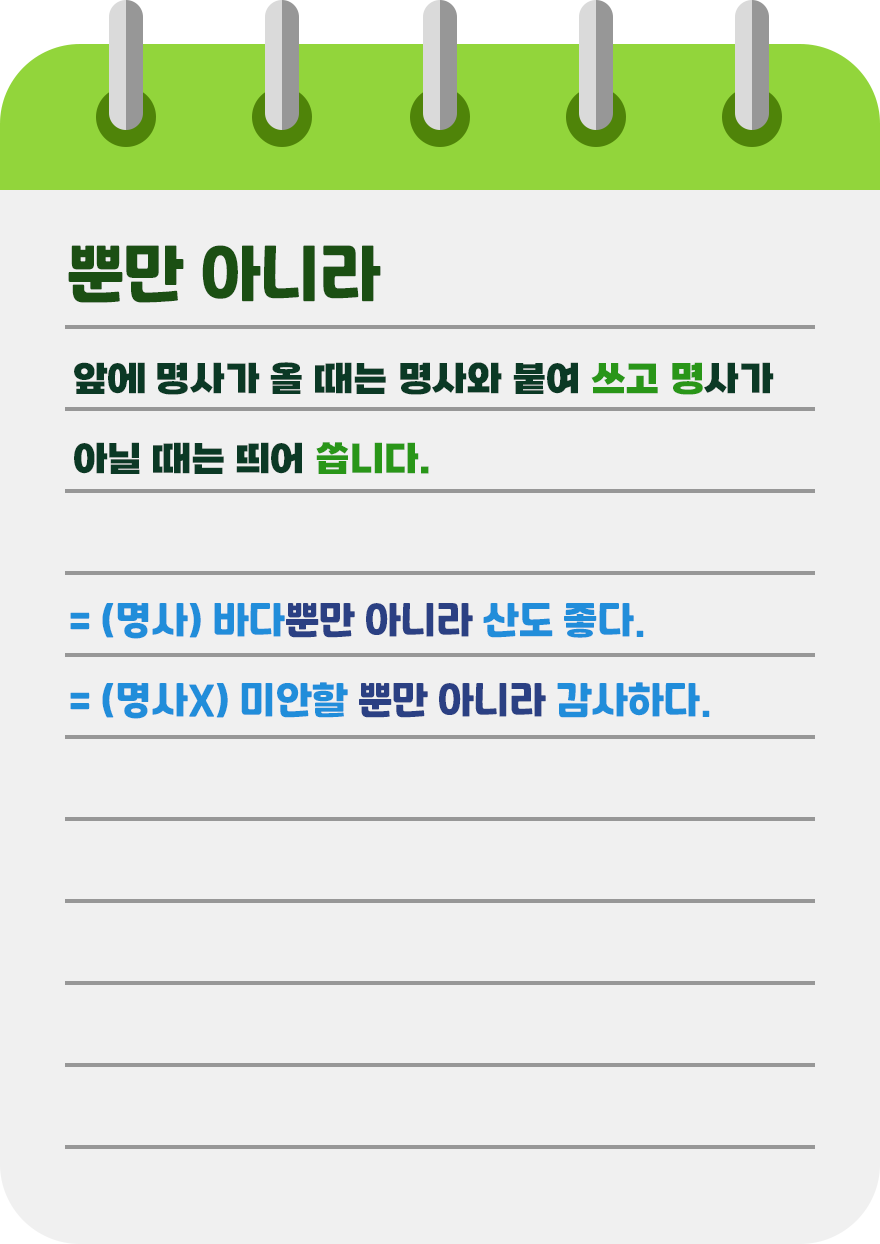 뿐만 아니라
앞에 명사가 올 때는 명사와 붙여 쓰고 명사가
아닐 때는 띄어 씁니다.
= (명사) 바다뿐만 아니라 산도 좋다.
= (명사X) 미안할 뿐만 아니라 감사하다.